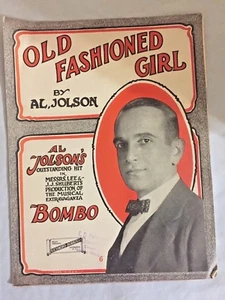 OLD
FASHIONED
GIRL
BY
AL. JOLSON
AL
JOLSON'S
OUTSTANDING HIT
IN
MESSRS. LEE &
J.J. SHUBERT'S
PRODUCTION OF
THE MUSICAL
EXTRAVAGANZA
BOMBO
6